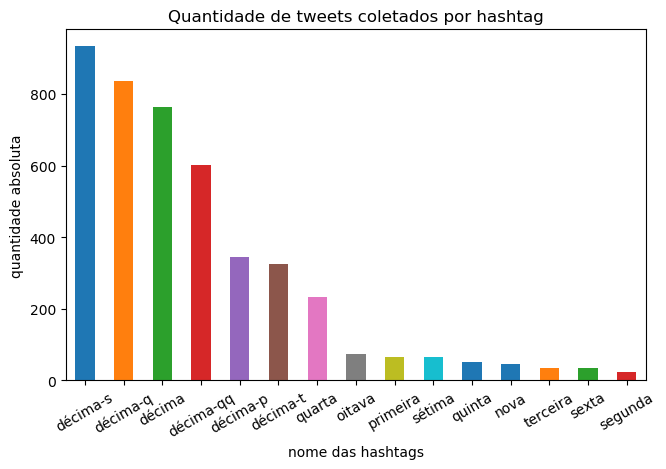 Quantidade de tweets coletados por hashtag
quantidade absoluta
800
600
400
200
0
décima-s
décima-q
décima
décima-qq
décima-p
décima-t
quarta
oitava
primeira
sétima
quinta
nova
terceira
sexta
segunda
nome das hashtags